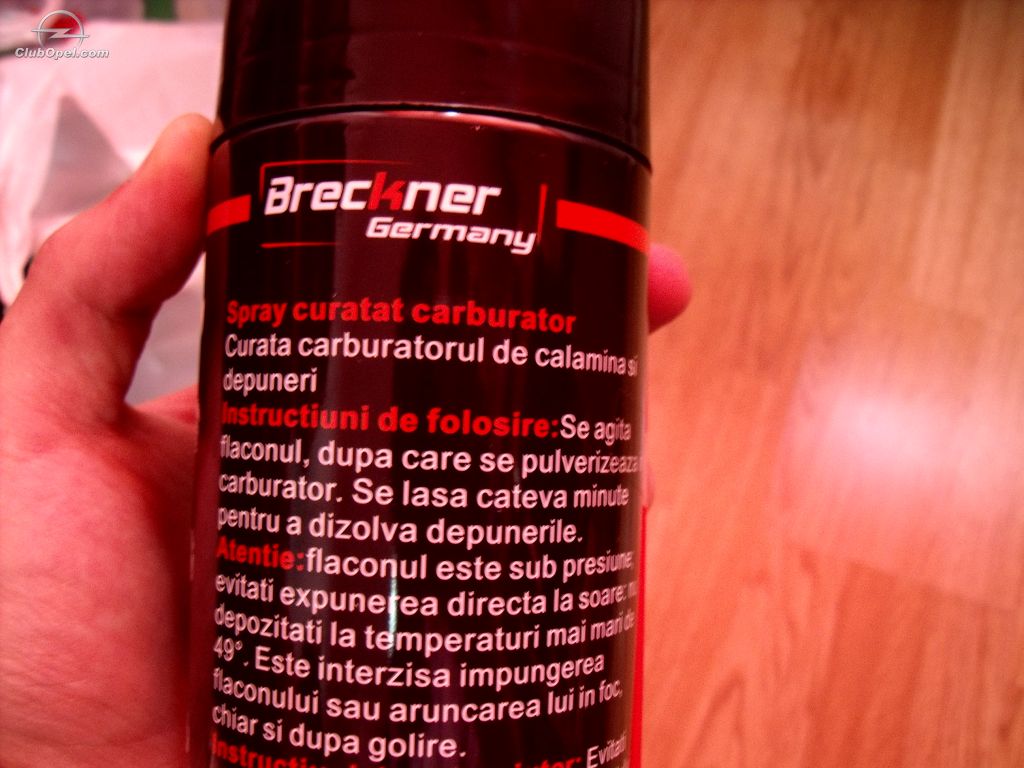 ClubOpel.com
Breckner
Germany
Spray curatat carburator
Curata carburatorul de calamina si
depuneri
Instructiuni de folosire:Se agita
flaconul, dupa care se pulverizeaza
carburator. Se lasa cateva minute
pentru a dizolva depunerile.
Atentie:flaconul este sub presiune;
evitati expunerea directa la soare; nu
depozitati la temperaturi mai mari de
49°. Este interzisa impungerea
flaconului sau aruncarea lui in foc,
chiar si dupa golire.
Evitati